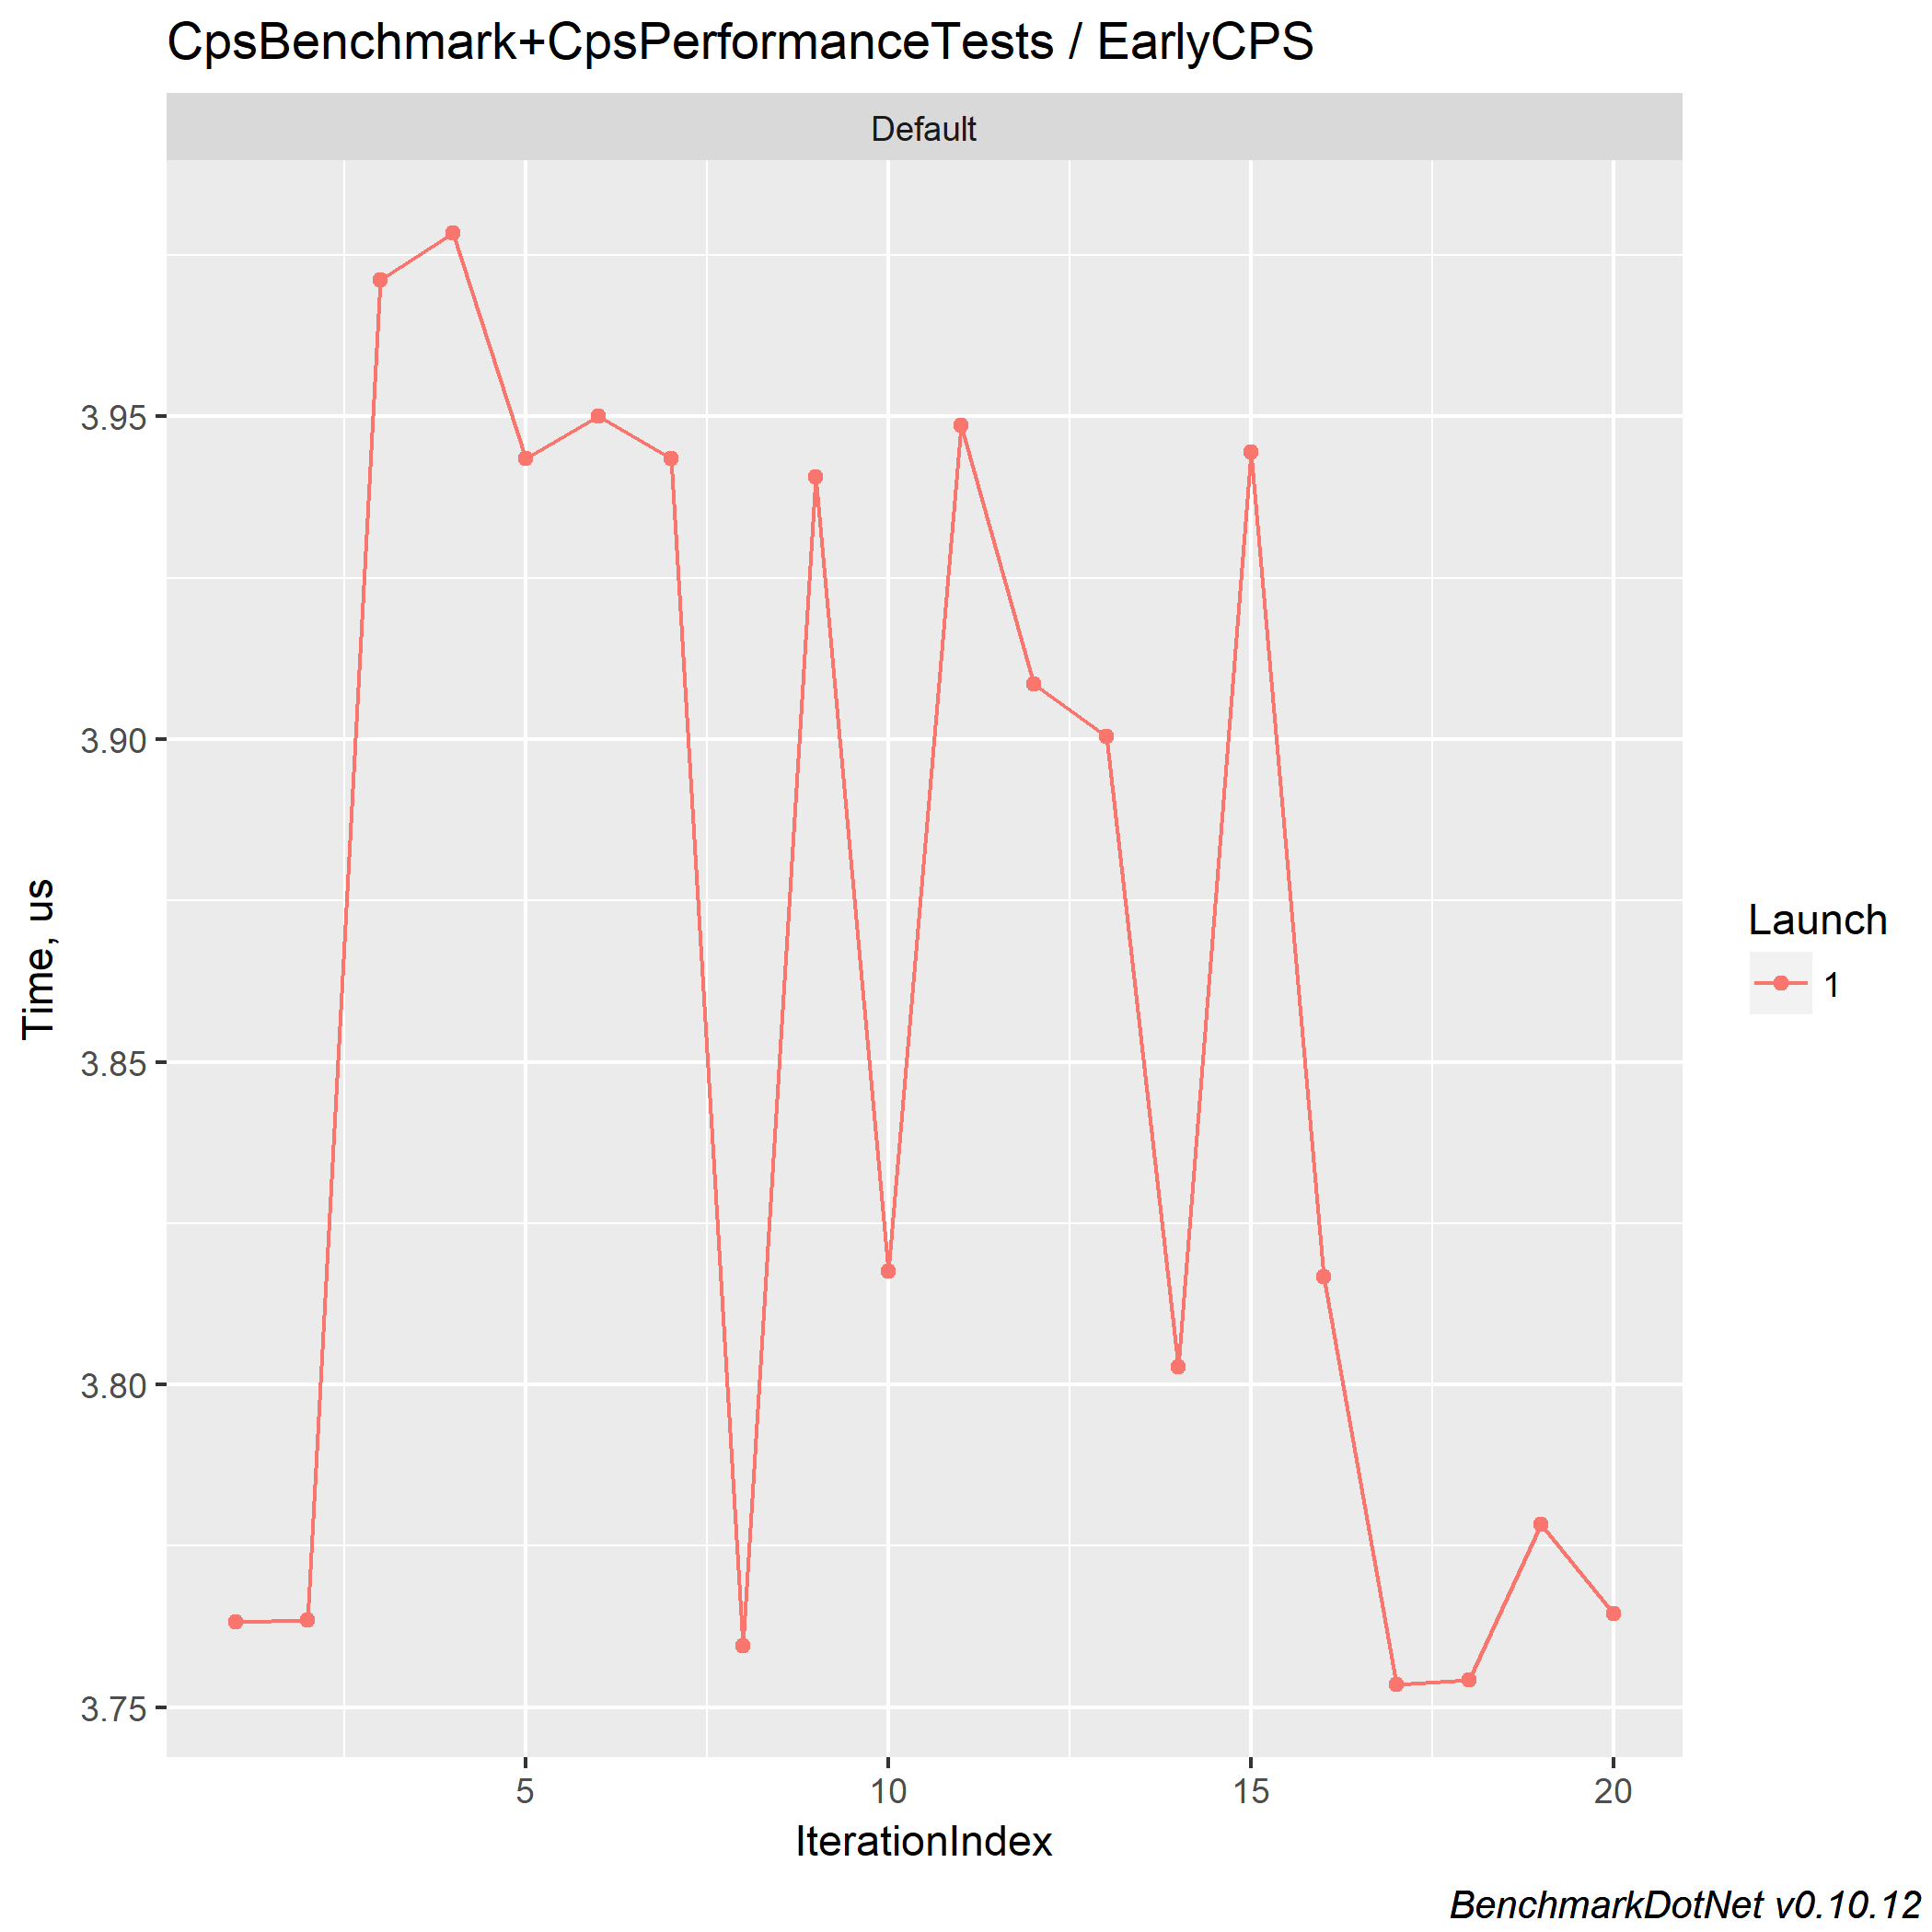 CpsBenchmark+CpsPerformanceTests / EarlyCPS
Default
3.95
3.90
3.85
3.80
3.75
Time, us
5 10 15 20
IterationIndex
Launch
1
BenchmarkDotNet v0.10.12